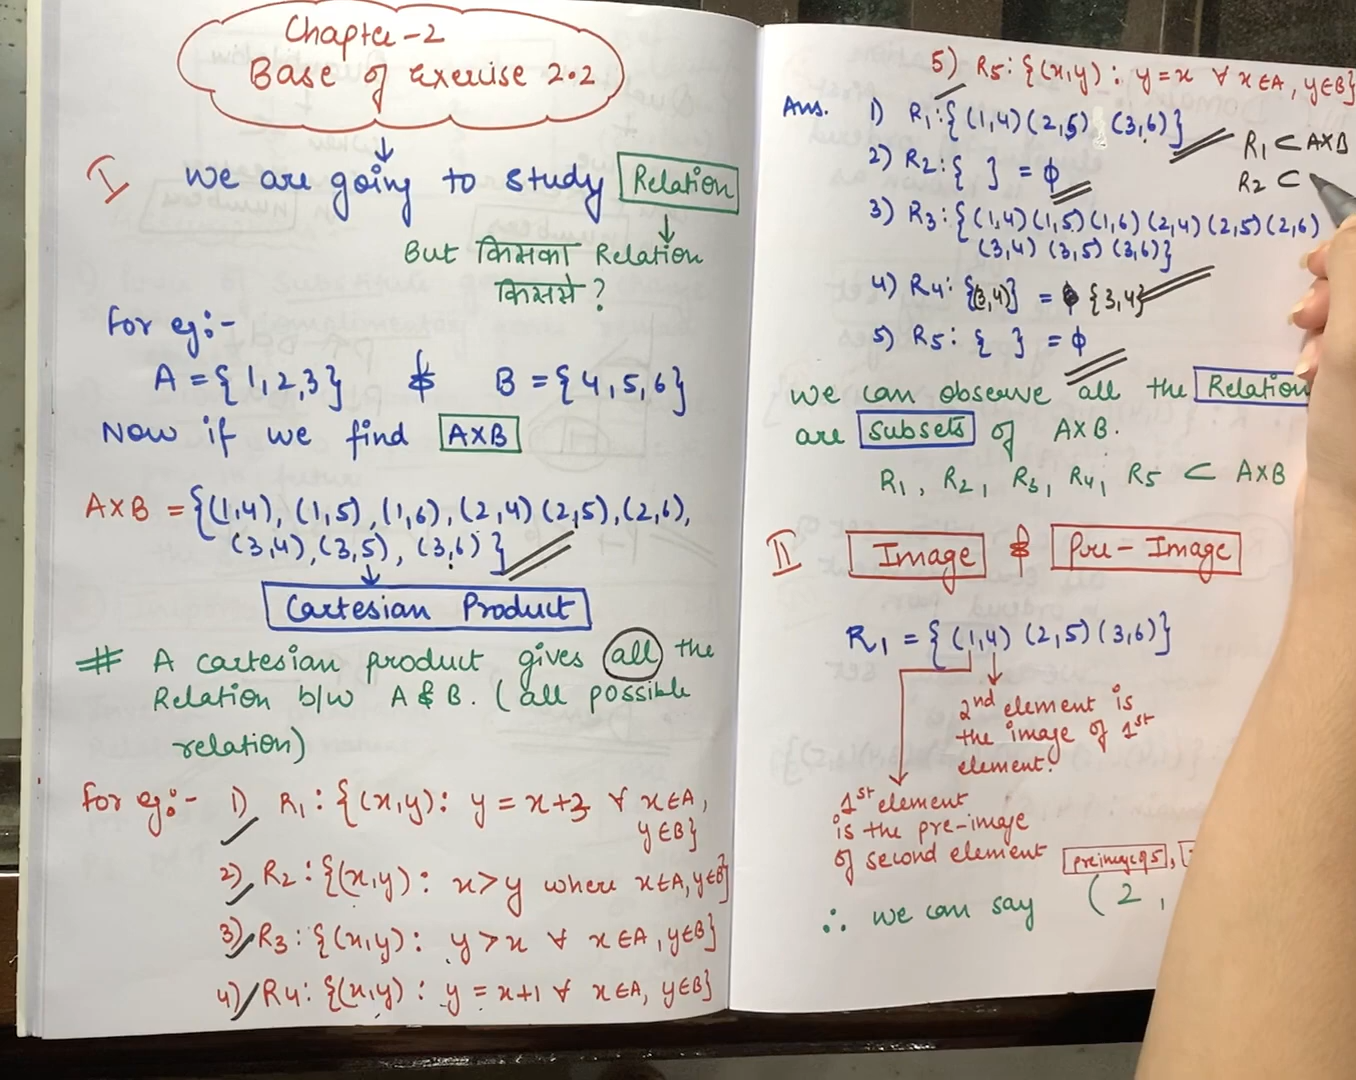 Chapter-2
Base of exercise 2.2
I we are going to study Relation
But किसका Relation
किससे ?
For eg:-
A = {1,2,3} & B = {4,5,6}
Now if we find A×B
A×B = {(1,4), (1,5), (1,6), (2,4) (2,5), (2,6),
(3,4), (3,5), (3,6)}
Cartesian Product
# A cartesian product gives all the
Relation b/w A & B. (all possible
relation)
For eg:- 1) R1 : {(x,y) : y = x+3 ∀ x∈A,
y∈B}
2) R2 : {(x,y) : x>y where x∈A, y∈B}
3) R3 : {(x,y) : y>x ∀ x∈A, y∈B}
4) R4 : {(x,y) : y = x+1 ∀ x∈A, y∈B}
5) R5 : {(x,y) : y = x ∀ x∈A, y∈B}
Ans. 1) R1 : {(1,4) (2,5) (3,6)}
R1 ⊂ A×B
2) R2 : { } = ϕ
R2 ⊂
3) R3 : {(1,4) (1,5) (1,6) (2,4) (2,5) (2,6)
(3,4) (3,5) (3,6)}
4) R4 : {(3,4)} = {3,4}
5) R5 : { } = ϕ
we can observe all the Relation
are subsets of A×B.
R1, R2, R3, R4, R5 ⊂ A×B
II Image & Pre-Image
R1 = {(1,4) (2,5) (3,6)}
2nd element is
the image of 1st
element.
1st element
is the pre-image
of second element
preimage of 5,
∴ we can say (2,